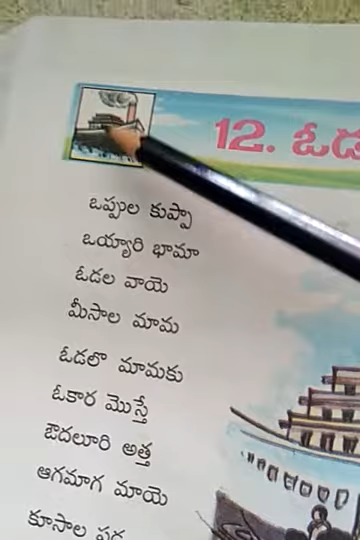 12. ఓడ
ఒప్పుల కుప్పా
ఒయ్యారి భామా
ఓడల వాయె
మీసాల మామ
ఓడలొ మామకు
ఓకార మొస్తే
ఔదలూరి అత్త
ఆగమాగ మాయె
కూసాల